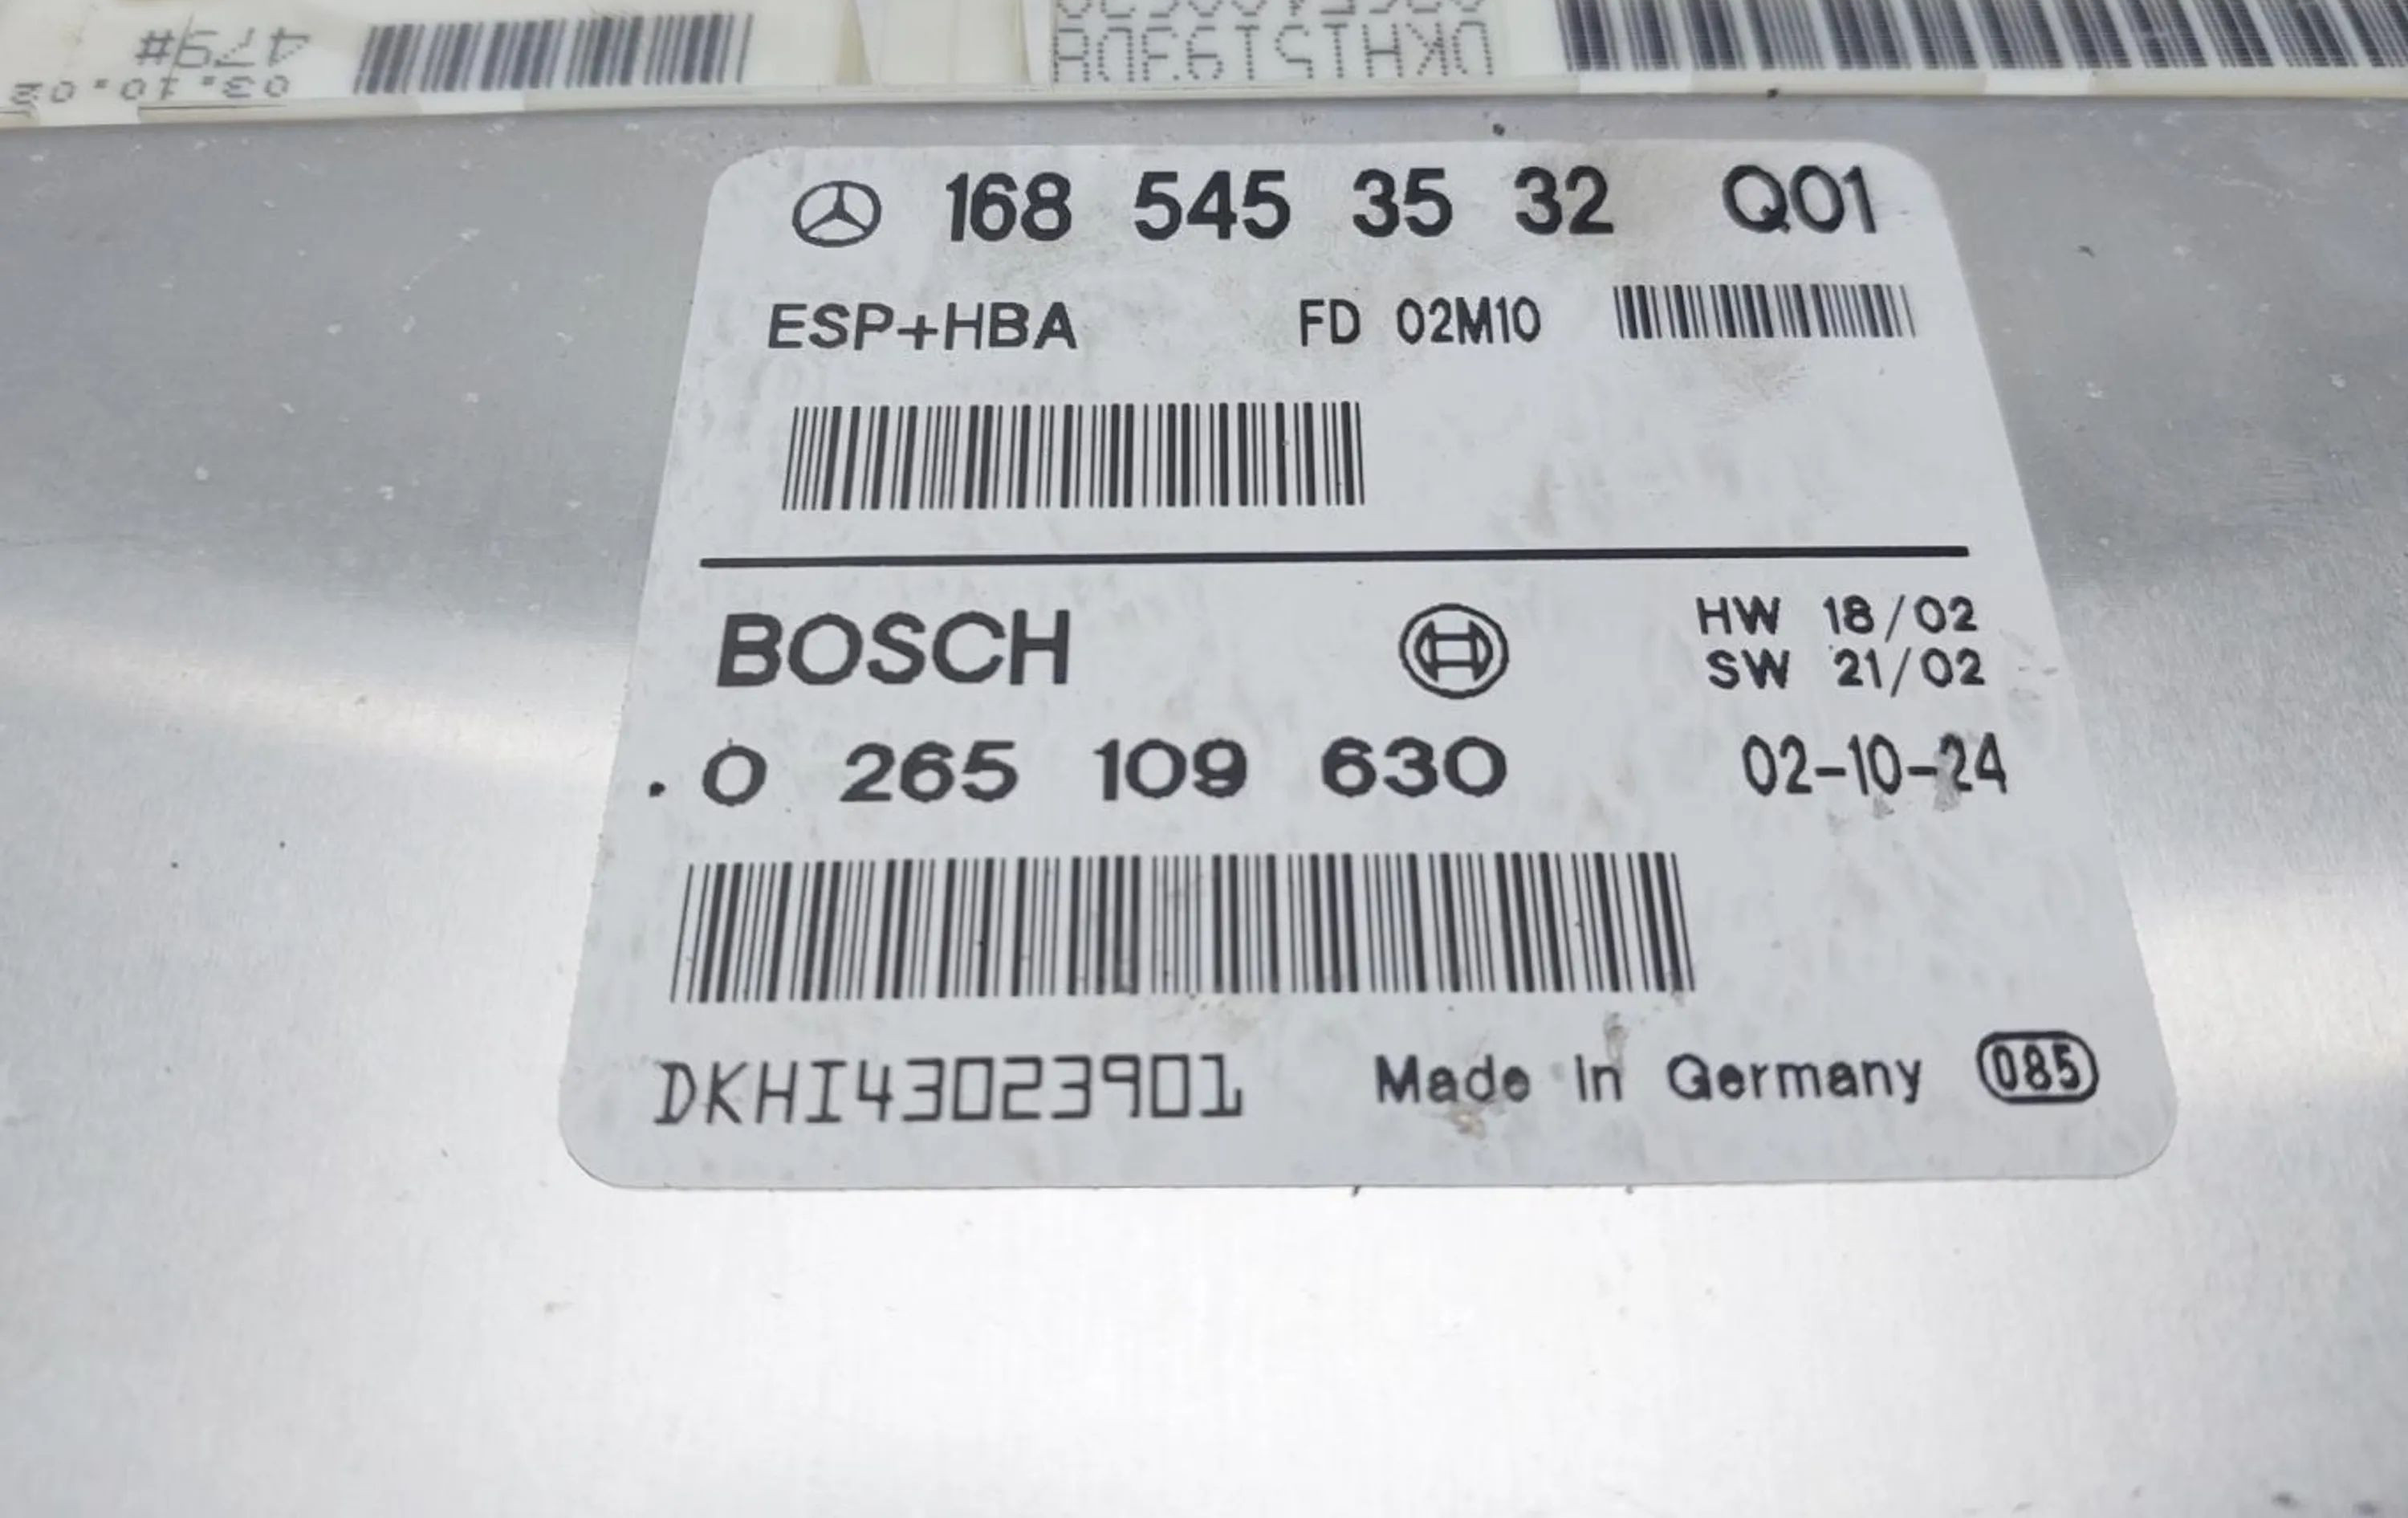 168 545 35 32 Q01
ESP+HBA FD 02M10
BOSCH
HW 18/02
SW 21/02
0 265 109 630 02-10-24
DKHI43023901 Made In Germany 085